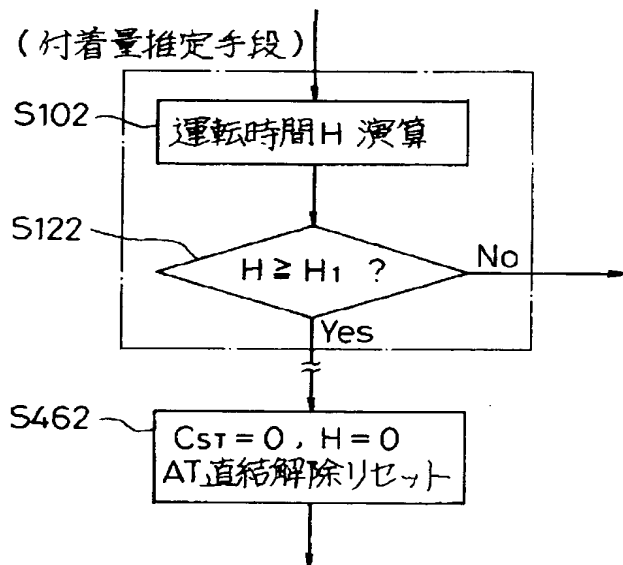 (付着量推定手段)
S102
運転時間H 演算
S122
H ≧ H1 ?
No
Yes
S462
CST = 0 , H = 0
AT直結解除リセット